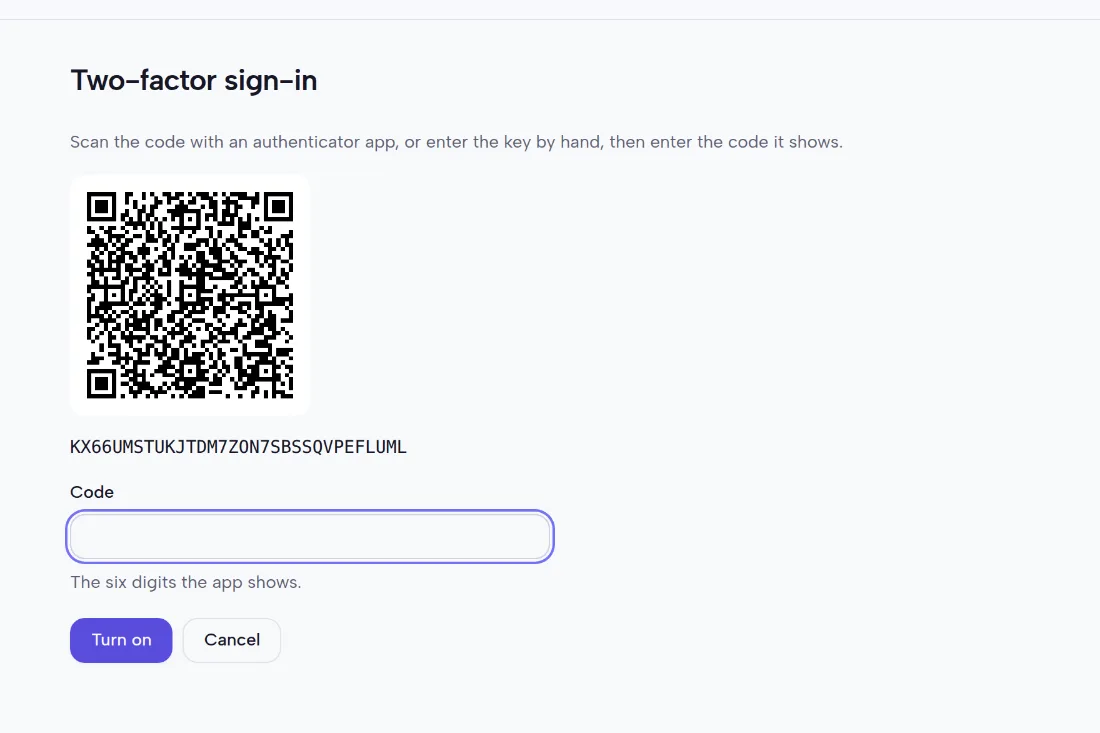 Two-factor sign-in
Scan the code with an authenticator app, or enter the key by hand, then enter the code it shows.
KX66UMSTUKJTDM7ZON7SBSSQVPEFLUML
Code
The six digits the app shows.
Turn on
Cancel